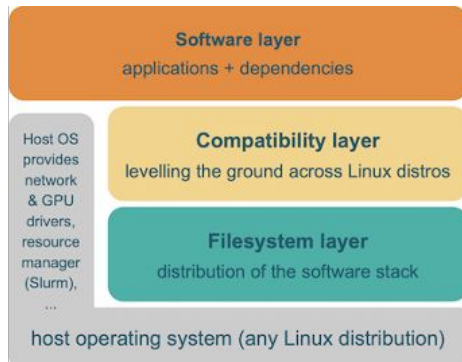 Software layer
applications + dependencies
Host OS
provides
network
& GPU
drivers,
resource
manager
(Slurm),
...
Compatibility layer
levelling the ground across Linux distros
Filesystem layer
distribution of the software stack
host operating system (any Linux distribution)